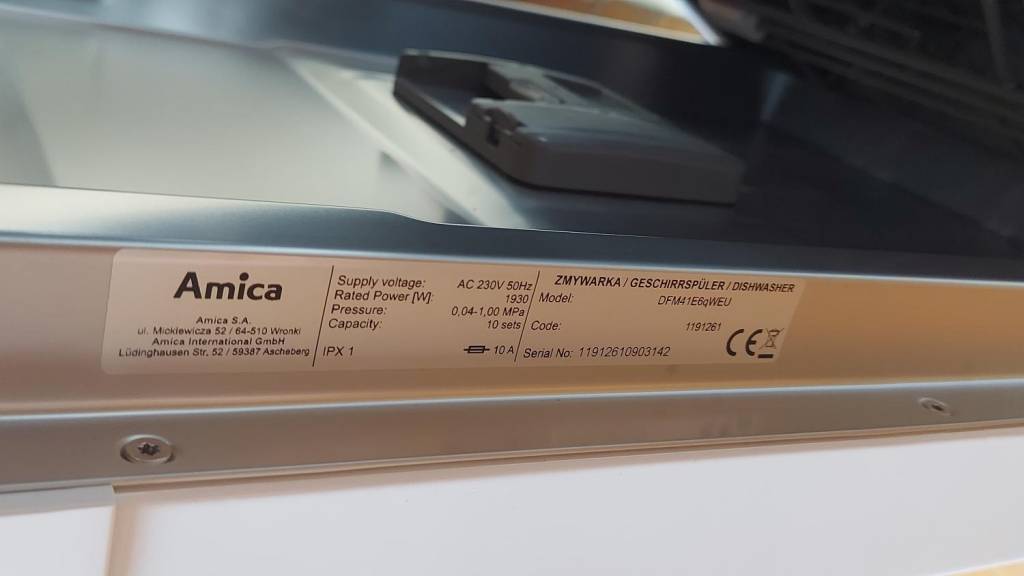 Amica
Amica S.A.
ul. Mickiewicza 52 / 64-510 Wronki
Amica International GmbH
Lüdinghausen Str. 52 / 59387 Ascheberg
Supply voltage: AC 230V 50Hz
Rated Power [W]: 1930
Pressure: 0,04-1,00 MPa
Capacity: 10 sets
IPX 1 10 A
ZMYWARKA / GESCHIRRSPÜLER / DISHWASHER
Model: DFM41E6qWEU
Code: 1191261
Serial No: 11912610903142
CE